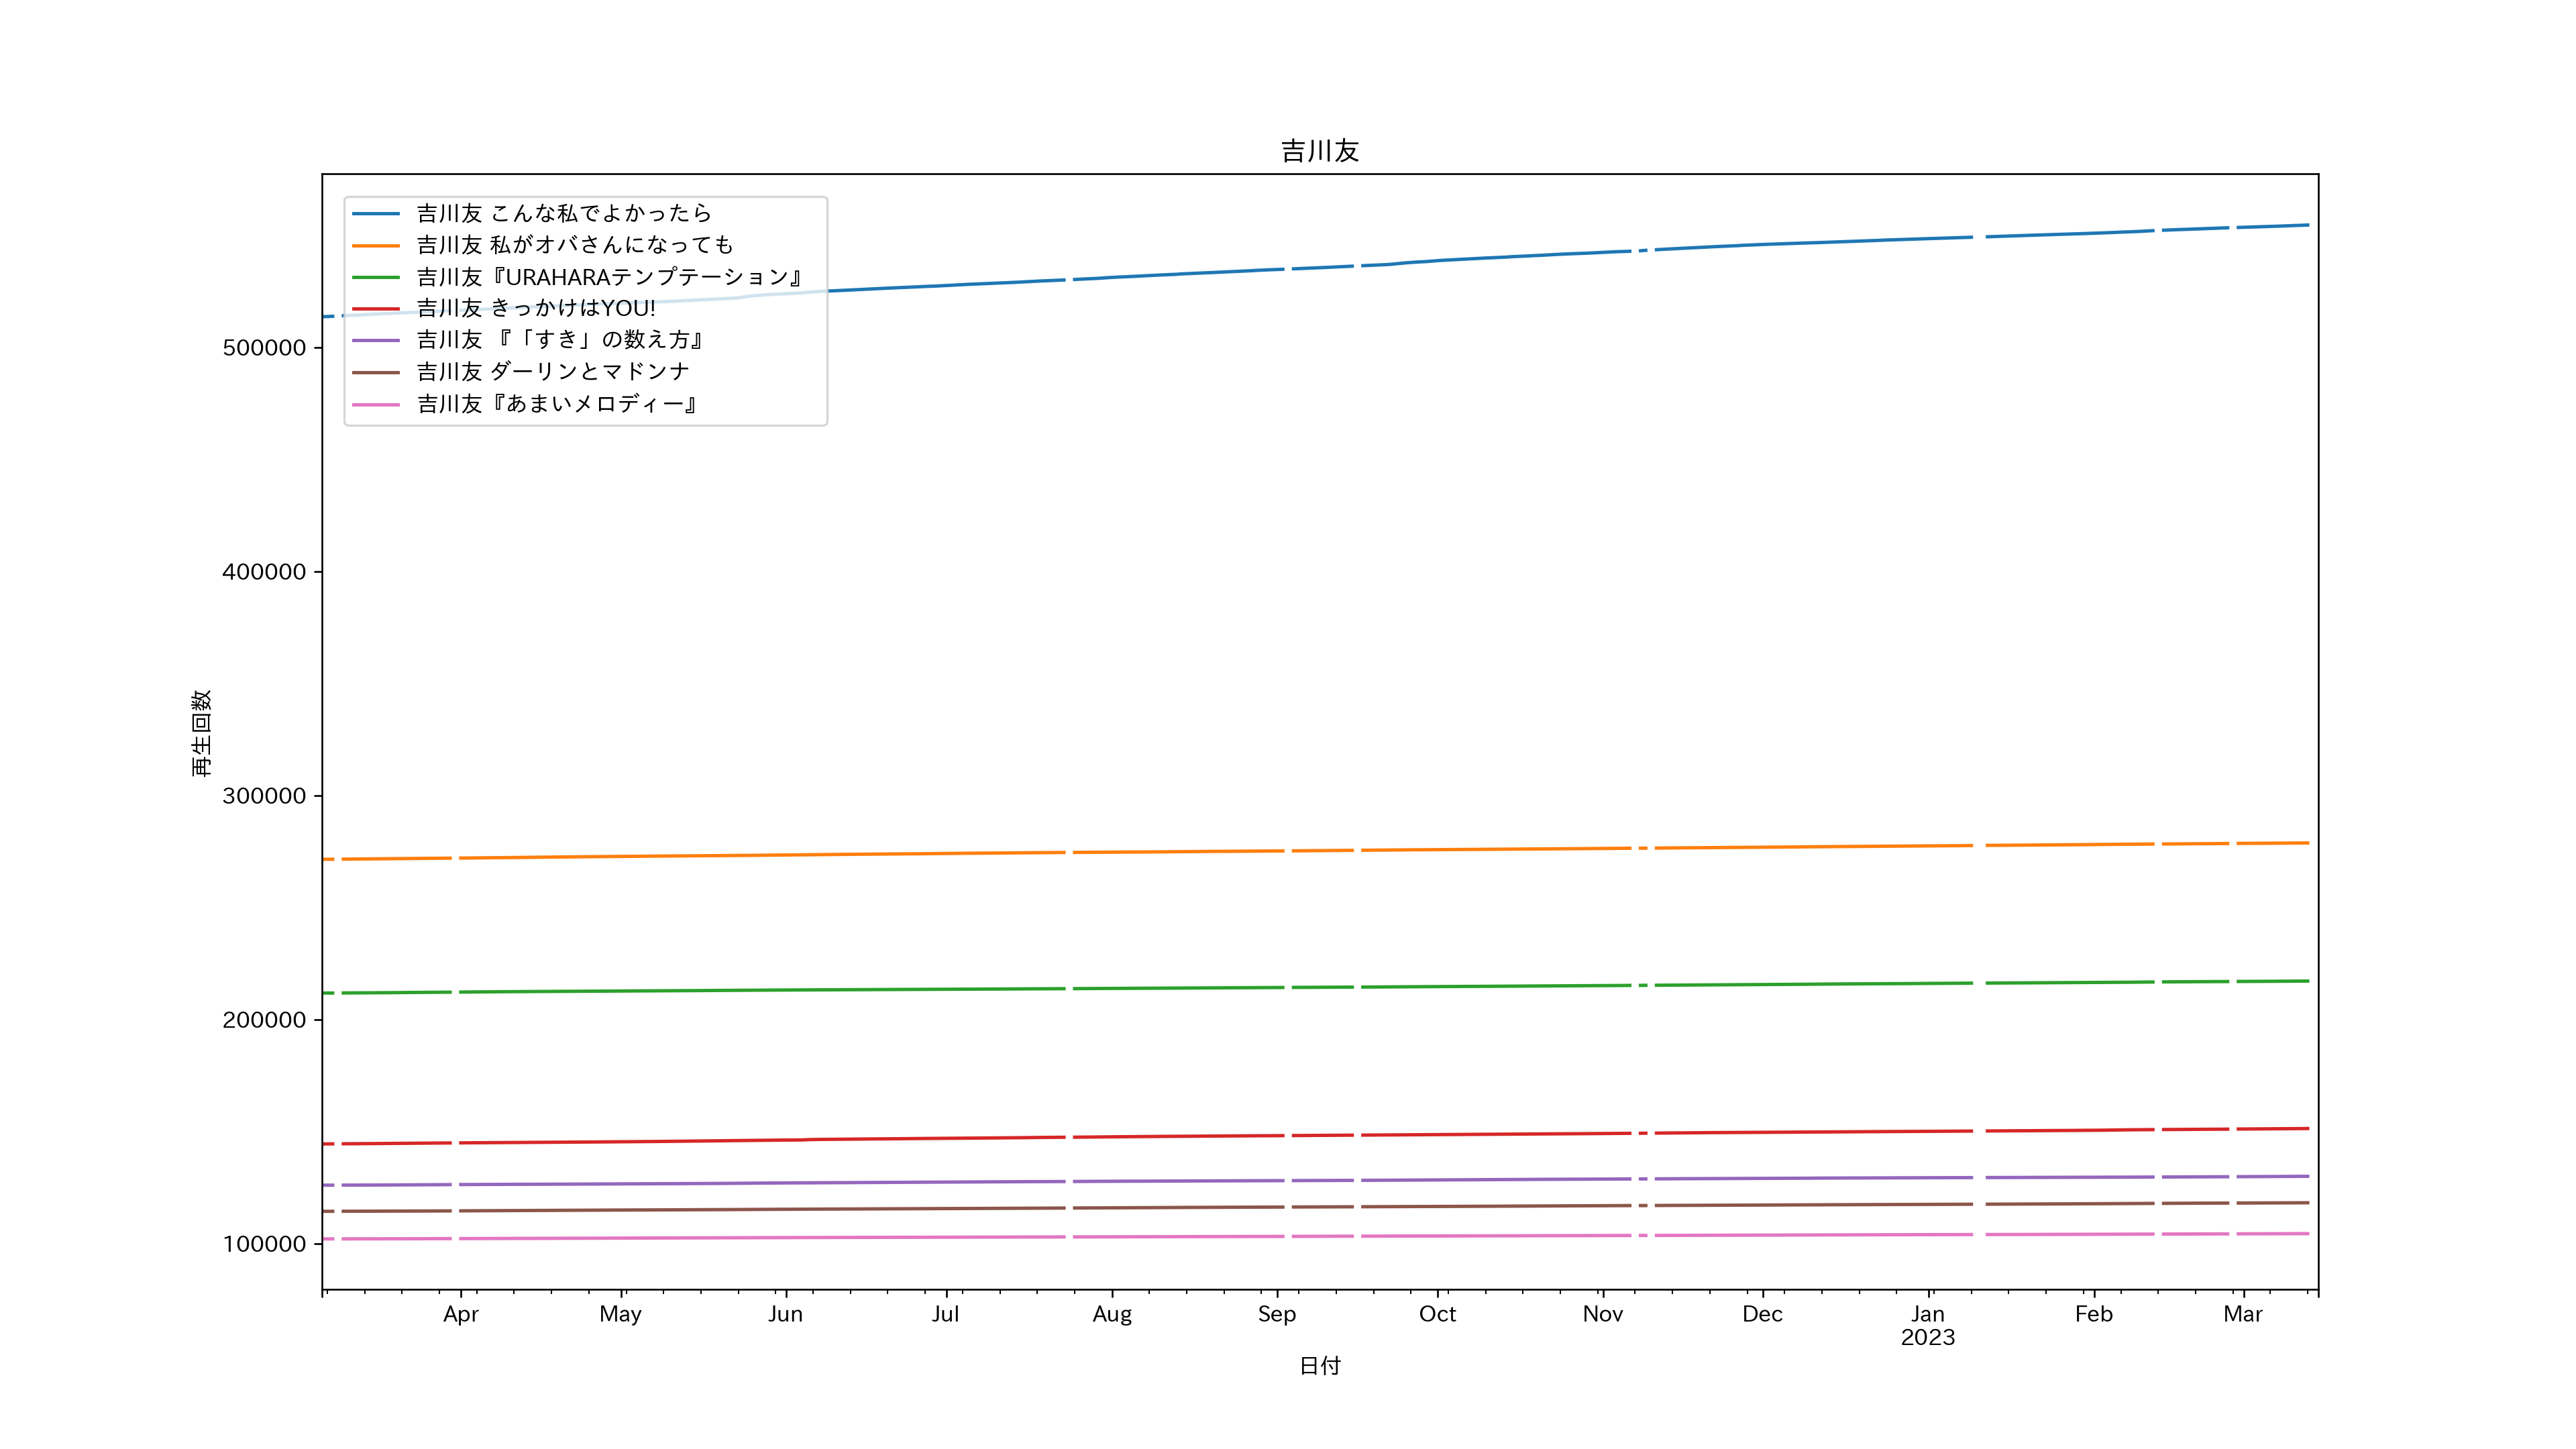 吉川友
吉川友 こんな私でよかったら
吉川友 私がオバさんになっても
吉川友『URAHARAテンプテーション』
吉川友 きっかけはYOU!
吉川友 『「すき」の数え方』
吉川友 ダーリンとマドンナ
吉川友『あまいメロディー』
500000
400000
300000
200000
100000
再生回数
Apr May Jun Jul Aug Sep Oct Nov Dec Jan Feb Mar
2023
日付